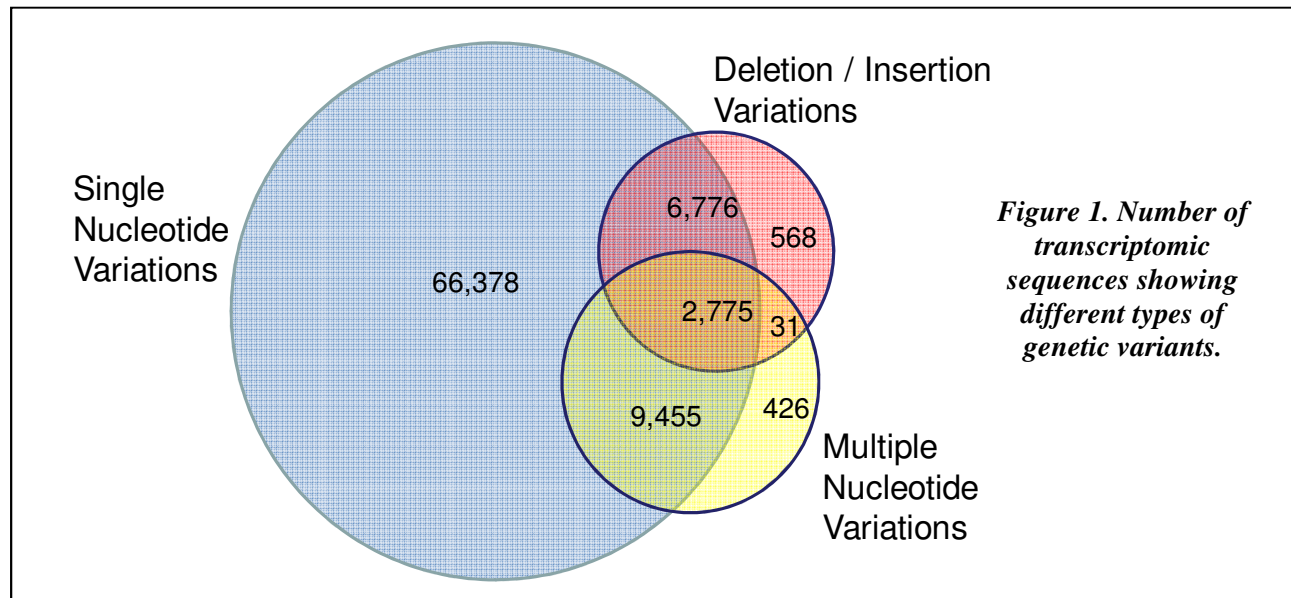 Deletion / Insertion
Variations
Single
Nucleotide
Variations
6,776
568
66,378
2,775
31
9,455
426
Multiple
Nucleotide
Variations
Figure 1. Number of
transcriptomic
sequences showing
different types of
genetic variants.